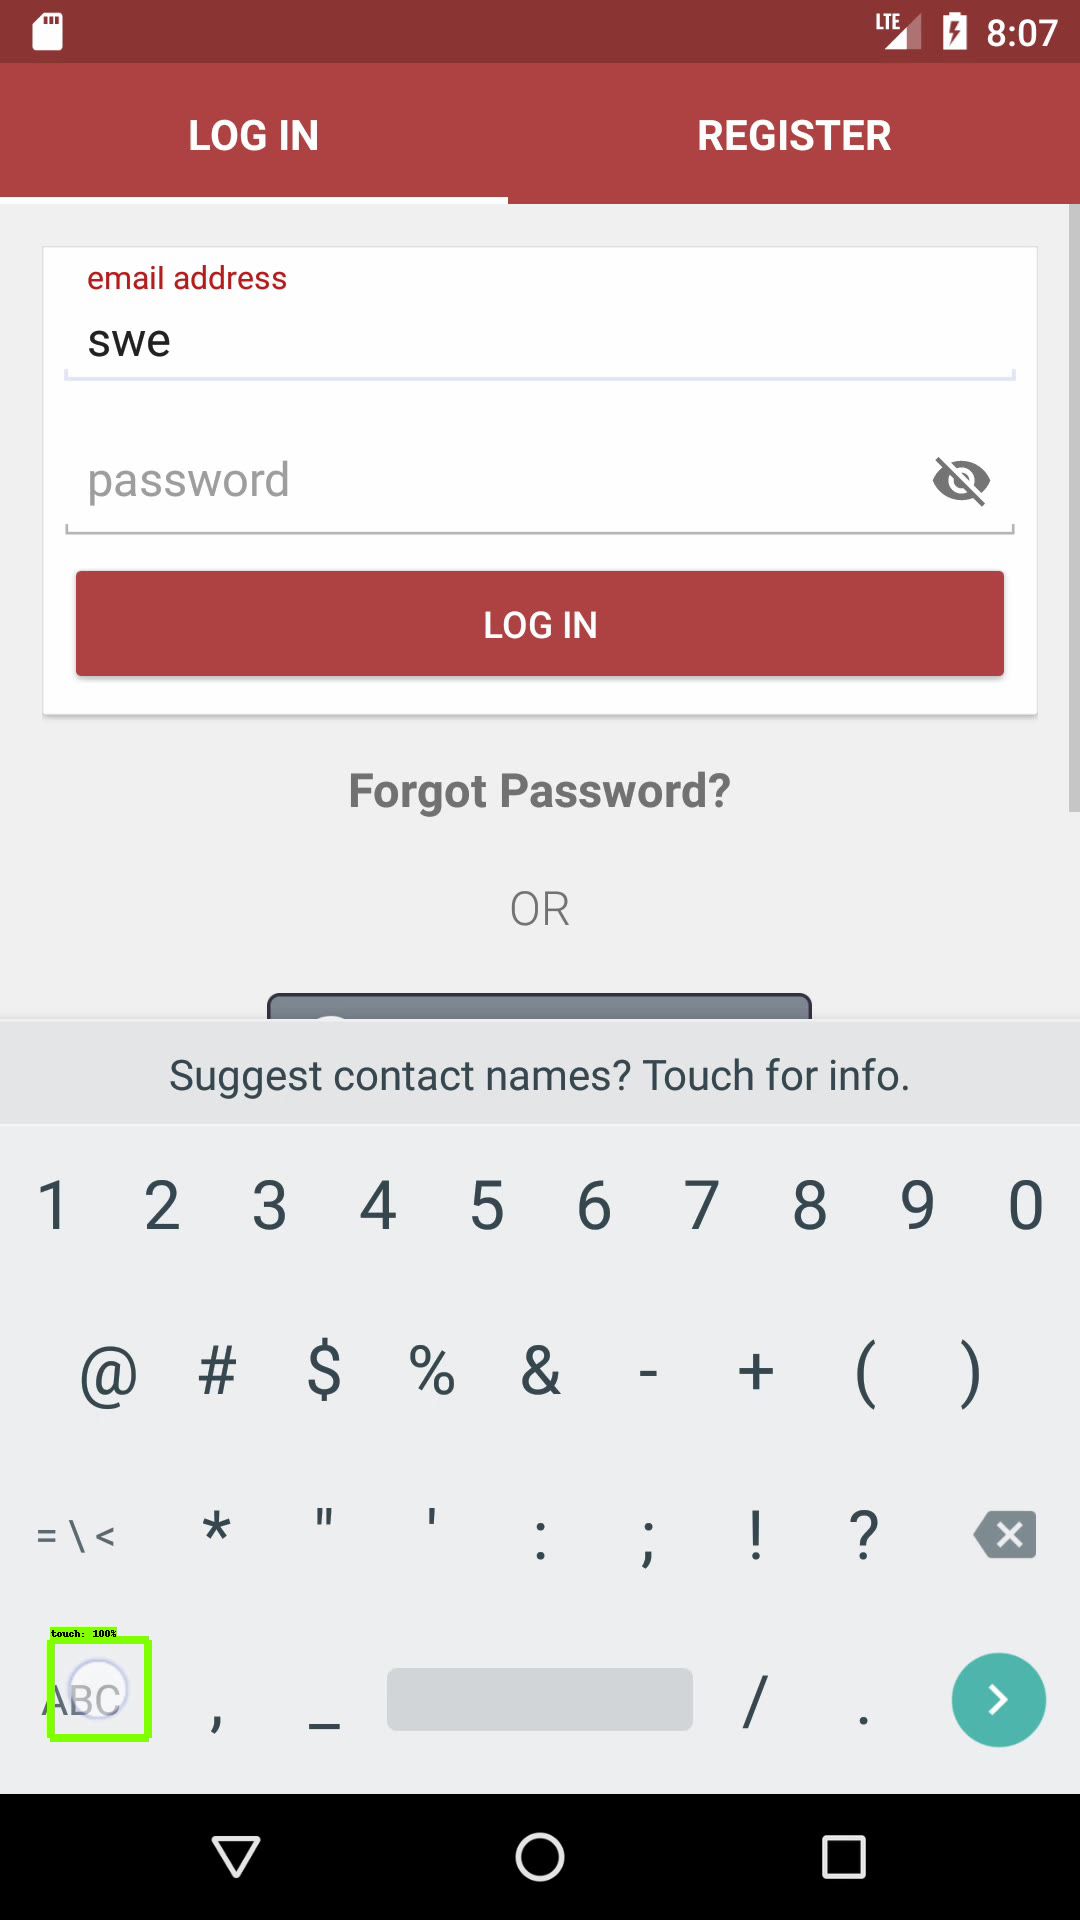 LTE 8:07
LOG IN REGISTER
email address
swe
password
LOG IN
Forgot Password?
OR
Suggest contact names? Touch for info.
1 2 3 4 5 6 7 8 9 0
@ # $ % & - + ( )
= \ < * " ' : ; ! ?
touch: 100%
ABC , _ / .